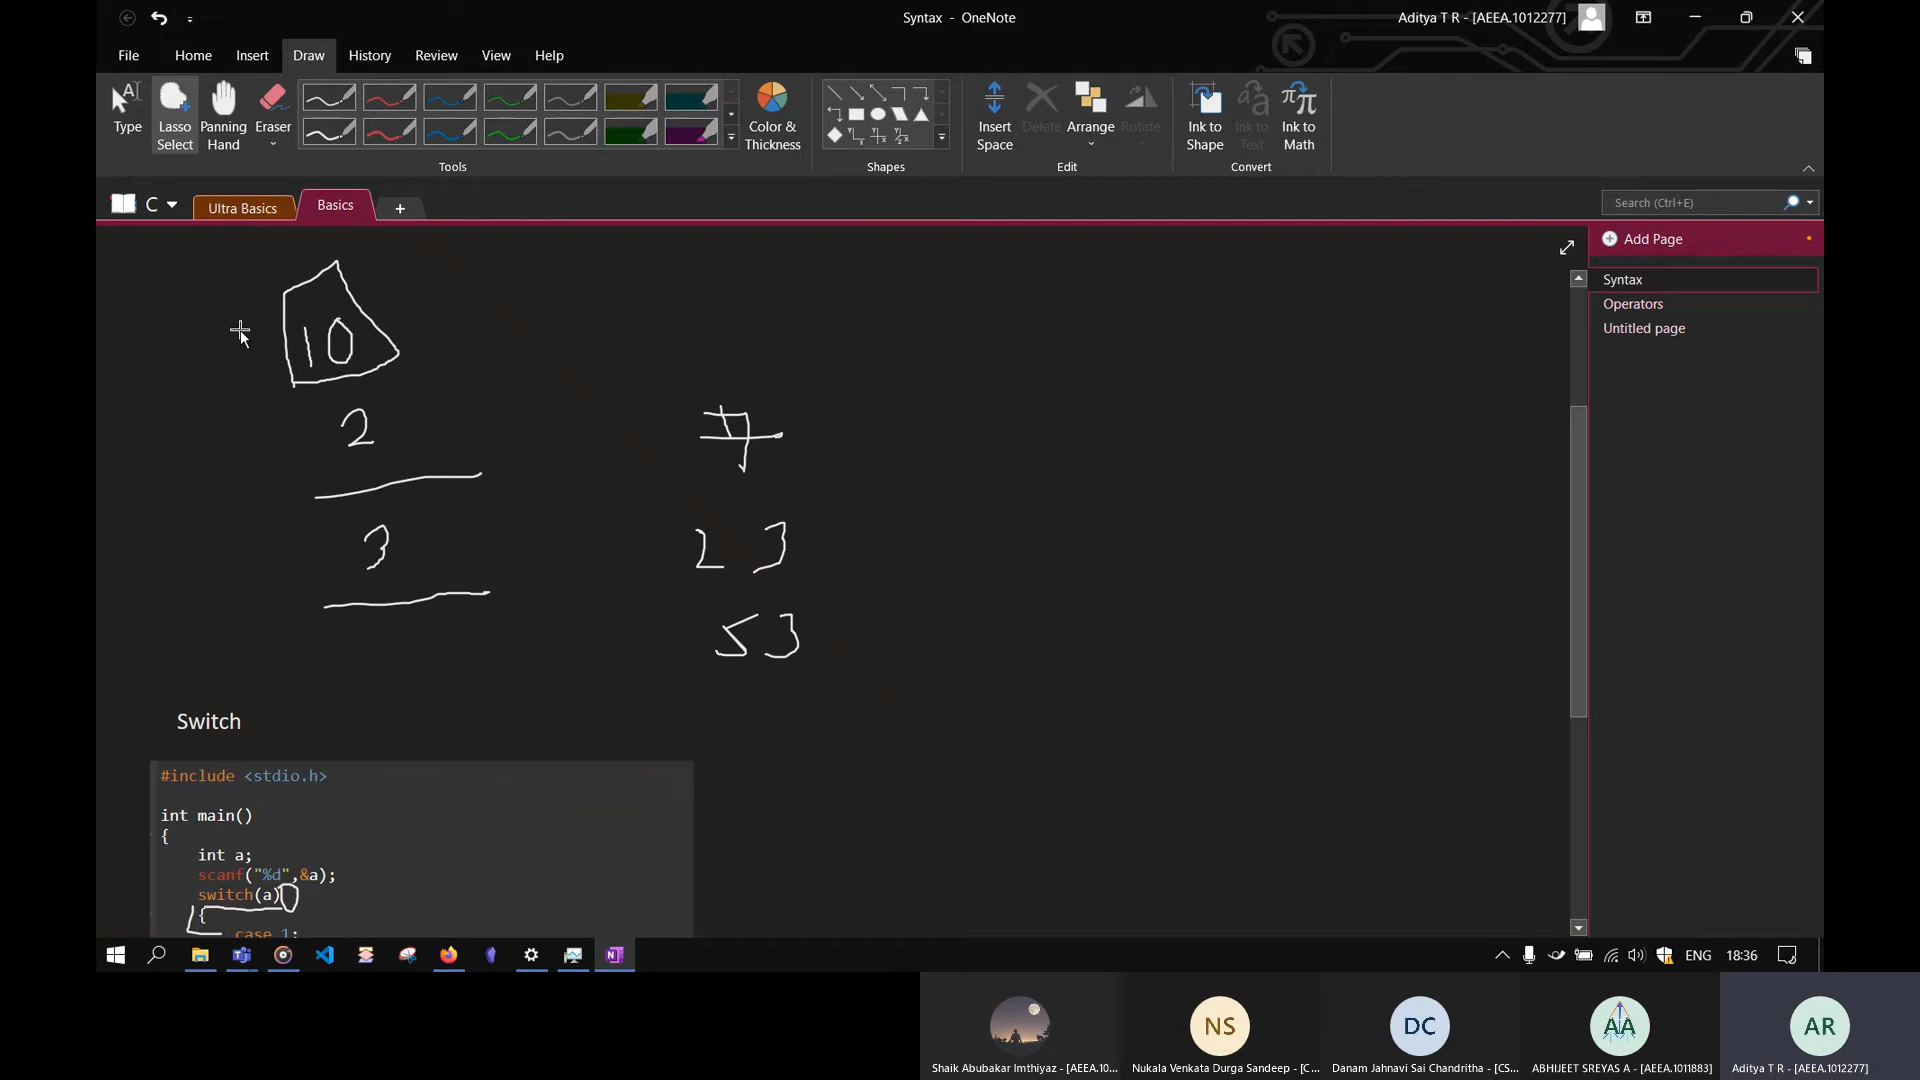 Syntax - OneNote
Aditya T R - [AEEA.1012277]
File Home Insert Draw History Review View Help
Type
Lasso Select
Panning Hand
Eraser
Color & Thickness
Insert Space
Delete
Arrange
Rotate
Ink to Shape
Ink to Text
Ink to Math
Tools
Shapes
Edit
Convert
C
Ultra Basics
Basics
+
Search (Ctrl+E)
Add Page
Syntax
Operators
Untitled page
10
2
3
2 3
5 3
Switch
#include <stdio.h>
int main()
{
int a;
scanf("%d",&a);
switch(a)
{
case 1:
ENG
18:36
NS
DC
AA
AR
Shaik Abubakar Imthiyaz - [AEEA.10...
Nukala Venkata Durga Sandeep - [C...
Danam Jahnavi Sai Chandritha - [CS...
ABHIJEET SREYAS A - [AEEA.1011883]
Aditya T R - [AEEA.1012277]